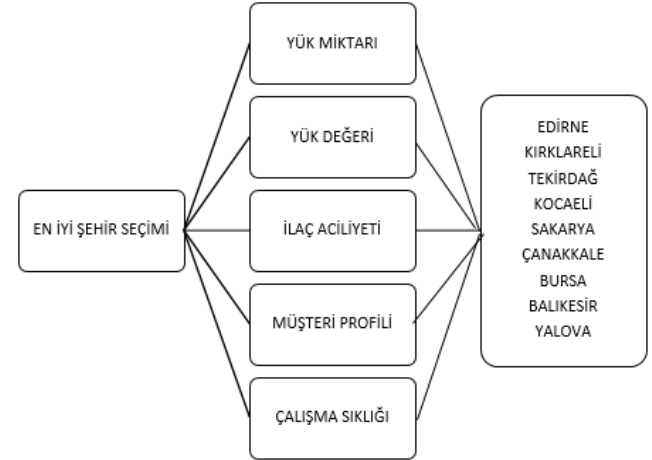 EN İYİ ŞEHİR SEÇİMİ
YÜK MİKTARI
YÜK DEĞERİ
İLAÇ ACİLİYETİ
MÜŞTERİ PROFİLİ
ÇALIŞMA SIKLIĞI
EDİRNE
KIRKLARELİ
TEKİRDAĞ
KOCAELİ
SAKARYA
ÇANAKKALE
BURSA
BALIKESİR
YALOVA